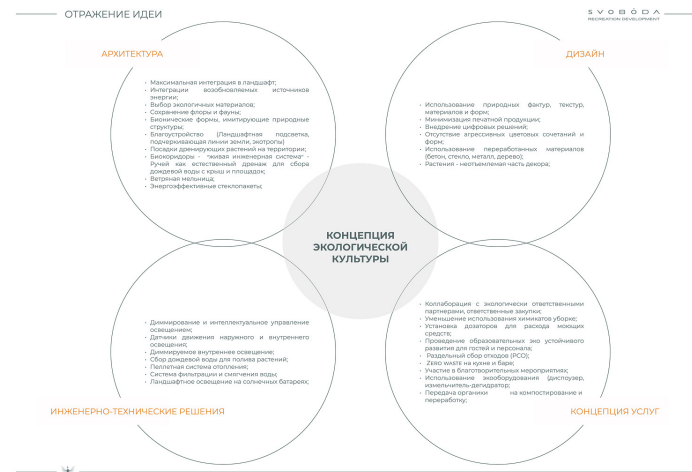 ОТРАЖЕНИЕ ИДЕИ
SVOBÓDA
RECREATION DEVELOPMENT
АРХИТЕКТУРА
• Максимальная интеграция в ландшафт;
• Интеграции возобновляемых источников
энергии;
• Выбор экологичных материалов;
• Сохранение флоры и фауны;
• Бионические формы, имитирующие природные
структуры;
• Благоустройство (Ландшафтная подсветка,
подчеркивающая линии земли, экотропы)
• Посадки дренирующих растений на территории;
• Биокоридоры - "живая инженерная система" -
Ручей как естественный дренаж для сбора
дождевой воды с крыш и площадок;
• Ветряная мельница;
• Энергоэффективные стеклопакеты;
ДИЗАЙН
• Использование природных фактур, текстур,
материалов и форм;
• Минимизация печатной продукции;
• Внедрение цифровых решений;
• Отсутствие агрессивных цветовых сочетаний и
форм;
• Использование переработанных материалов
(бетон, стекло, металл, дерево);
• Растения - неотъемлемая часть декора;
КОНЦЕПЦИЯ
ЭКОЛОГИЧЕСКОЙ
КУЛЬТУРЫ
• Диммирование и интеллектуальное управление
освещением;
• Датчики движения наружного и внутреннего
освещения;
• Диммируемое внутреннее освещение;
• Сбор дождевой воды для полива растений;
• Пеллетная система отопления;
• Система фильтрации и смягчения воды;
• Ландшафтное освещение на солнечных батареях;
ИНЖЕНЕРНО-ТЕХНИЧЕСКИЕ РЕШЕНИЯ
• Коллаборация с экологически ответственными
партнерами, ответственные закупки;
• Уменьшение использования химикатов уборке;
• Установка дозаторов для расхода моющих
средств;
• Проведение образовательных эко устойчивого
развития для гостей и персонала;
• Раздельный сбор отходов (РСО);
• ZERO WASTE на кухне и баре;
• Участие в благотворительных мероприятиях;
• Использование экооборудования (диспоузер,
измельчитель-дегидратор;
• Передача органики на компостирование и
переработку;
КОНЦЕПЦИЯ УСЛУГ